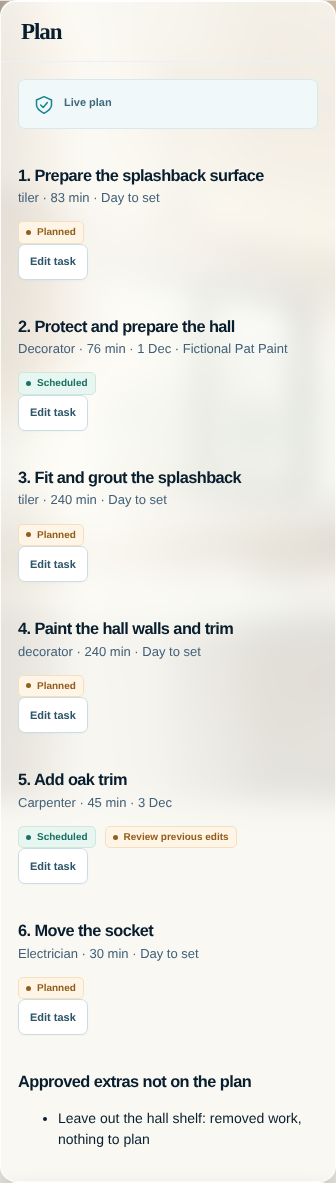 Plan
Live plan
1. Prepare the splashback surface
tiler · 83 min · Day to set
Planned
Edit task
2. Protect and prepare the hall
Decorator · 76 min · 1 Dec · Fictional Pat Paint
Scheduled
Edit task
3. Fit and grout the splashback
tiler · 240 min · Day to set
Planned
Edit task
4. Paint the hall walls and trim
decorator · 240 min · Day to set
Planned
Edit task
5. Add oak trim
Carpenter · 45 min · 3 Dec
Scheduled Review previous edits
Edit task
6. Move the socket
Electrician · 30 min · Day to set
Planned
Edit task
Approved extras not on the plan
• Leave out the hall shelf: removed work,
nothing to plan